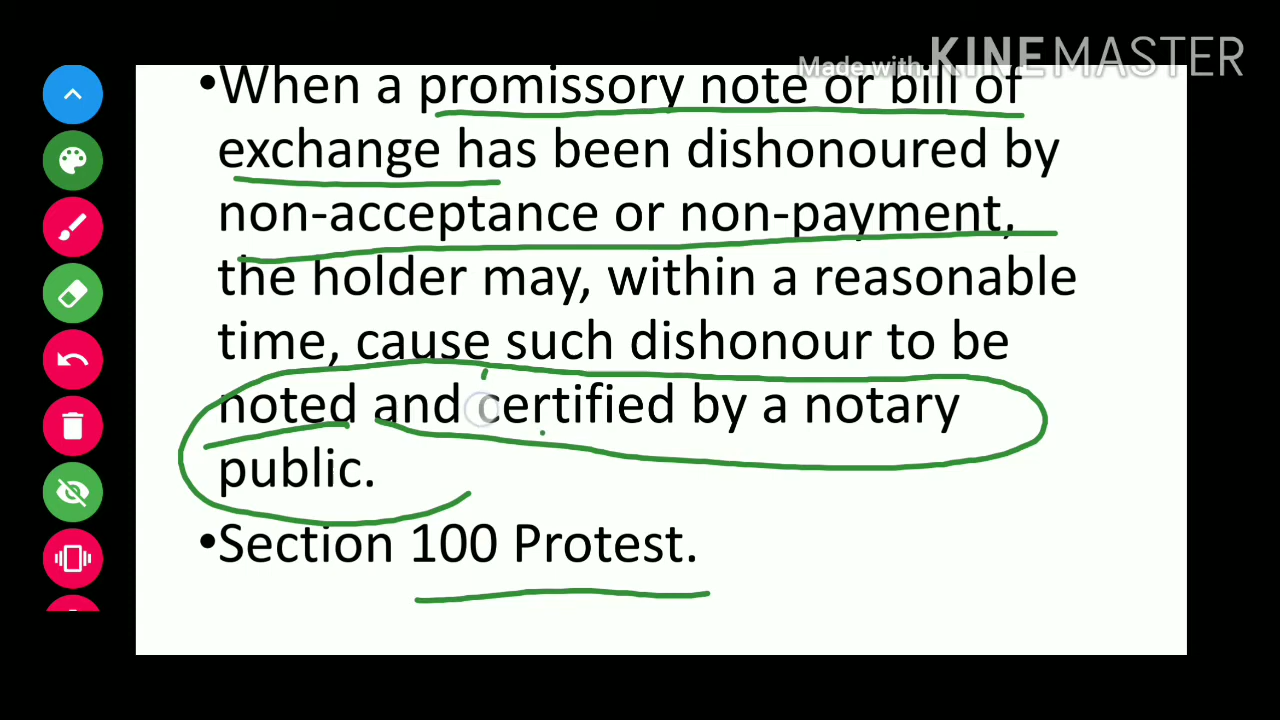 Made with KINEMASTER
•When a promissory note or bill of
exchange has been dishonoured by
non-acceptance or non-payment,
the holder may, within a reasonable
time, cause such dishonour to be
noted and certified by a notary
public.
•Section 100 Protest.